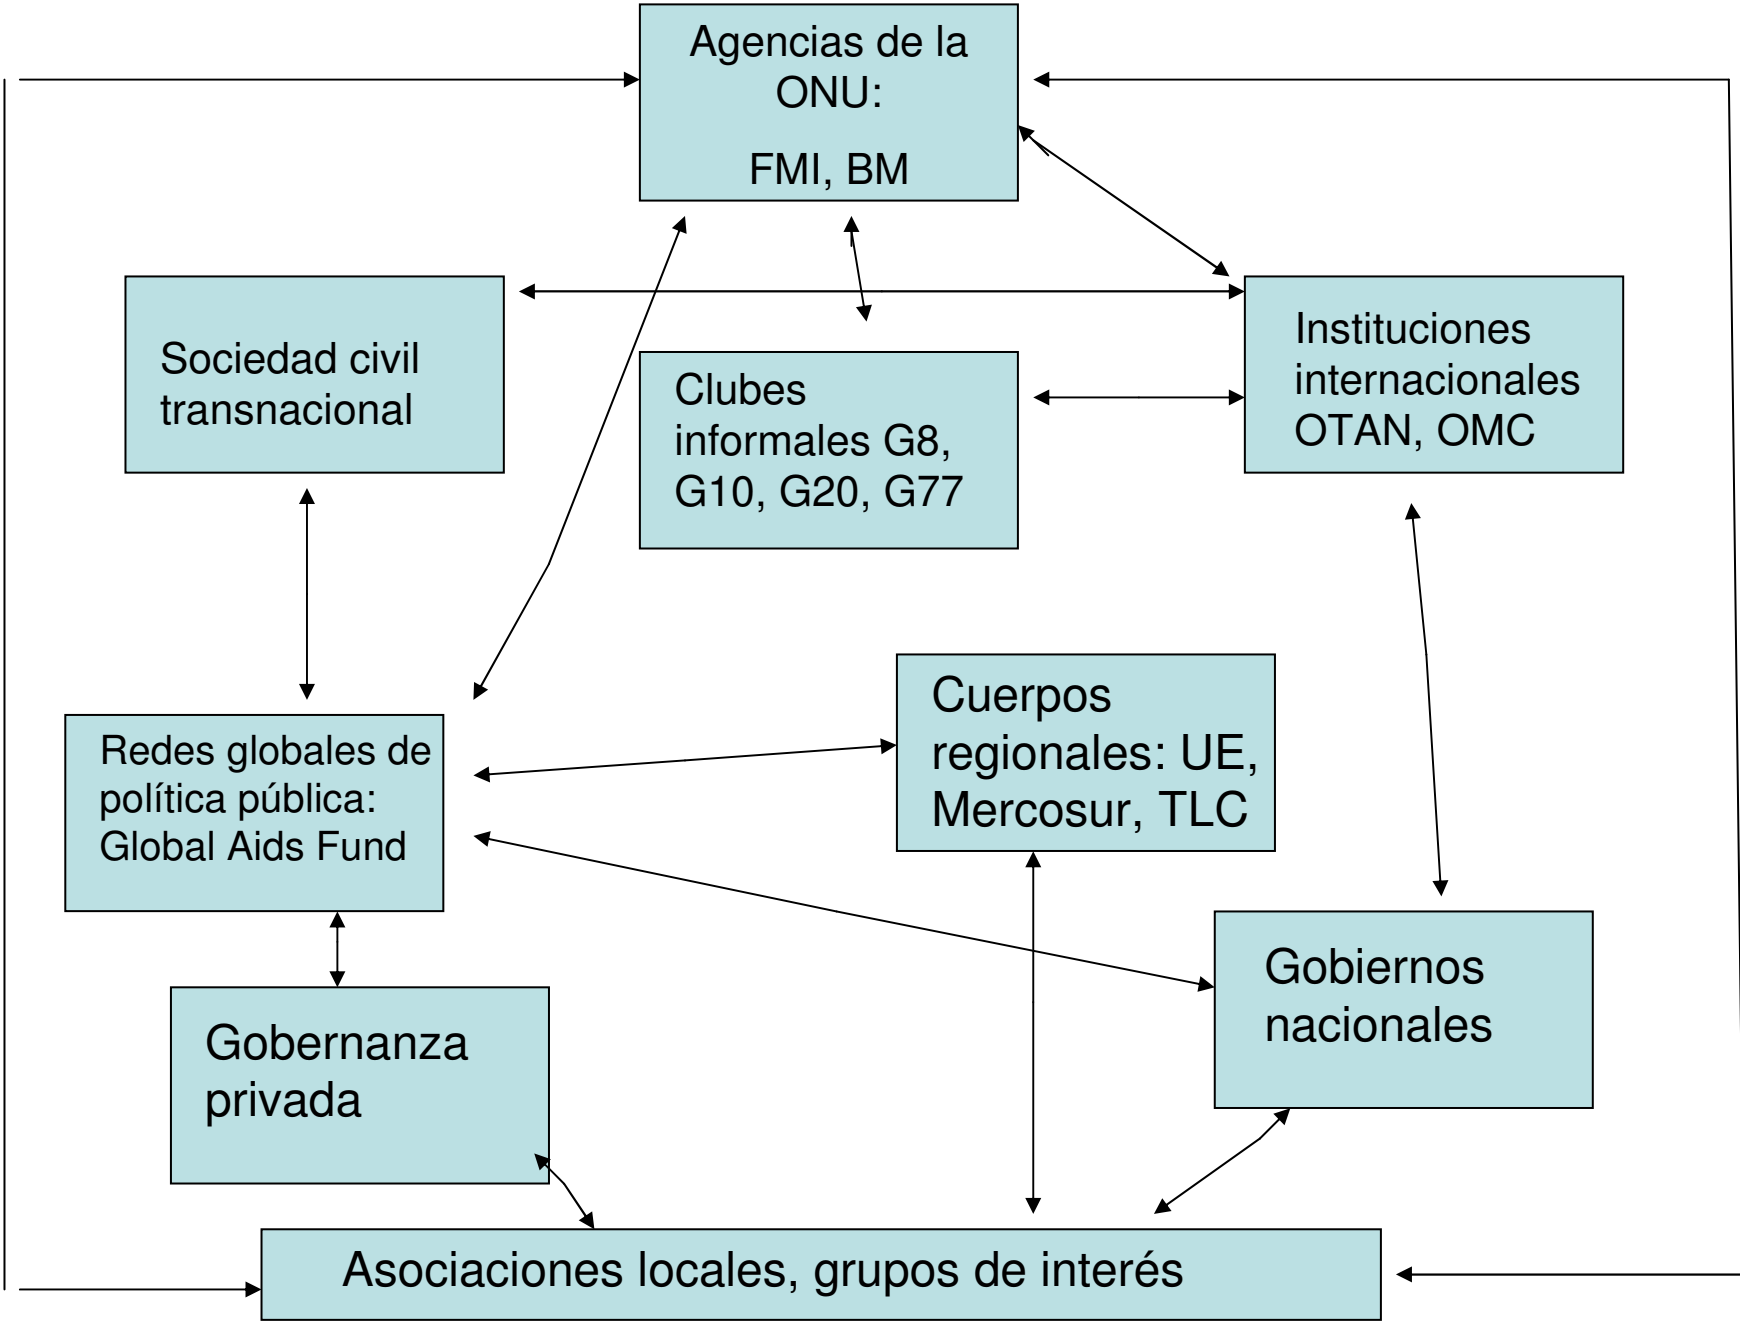 Agencias de la
ONU:
FMI, BM
Sociedad civil
transnacional
Clubes
informales G8,
G10, G20, G77
Instituciones
internacionales
OTAN, OMC
Redes globales de
política pública:
Global Aids Fund
Cuerpos
regionales: UE,
Mercosur, TLC
Gobernanza
privada
Gobiernos
nacionales
Asociaciones locales, grupos de interés